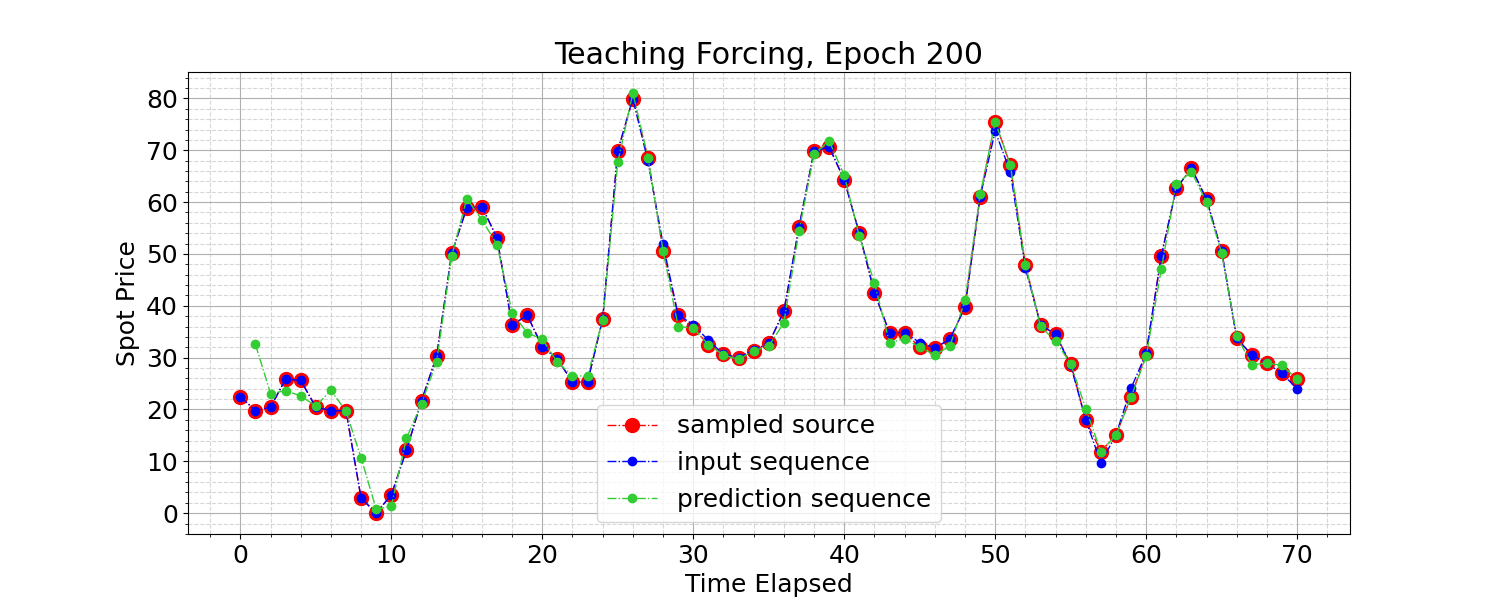 Teaching Forcing, Epoch 200
Spot Price
80
70
60
50
40
30
20
10
0
sampled source
input sequence
prediction sequence
0 10 20 30 40 50 60 70
Time Elapsed